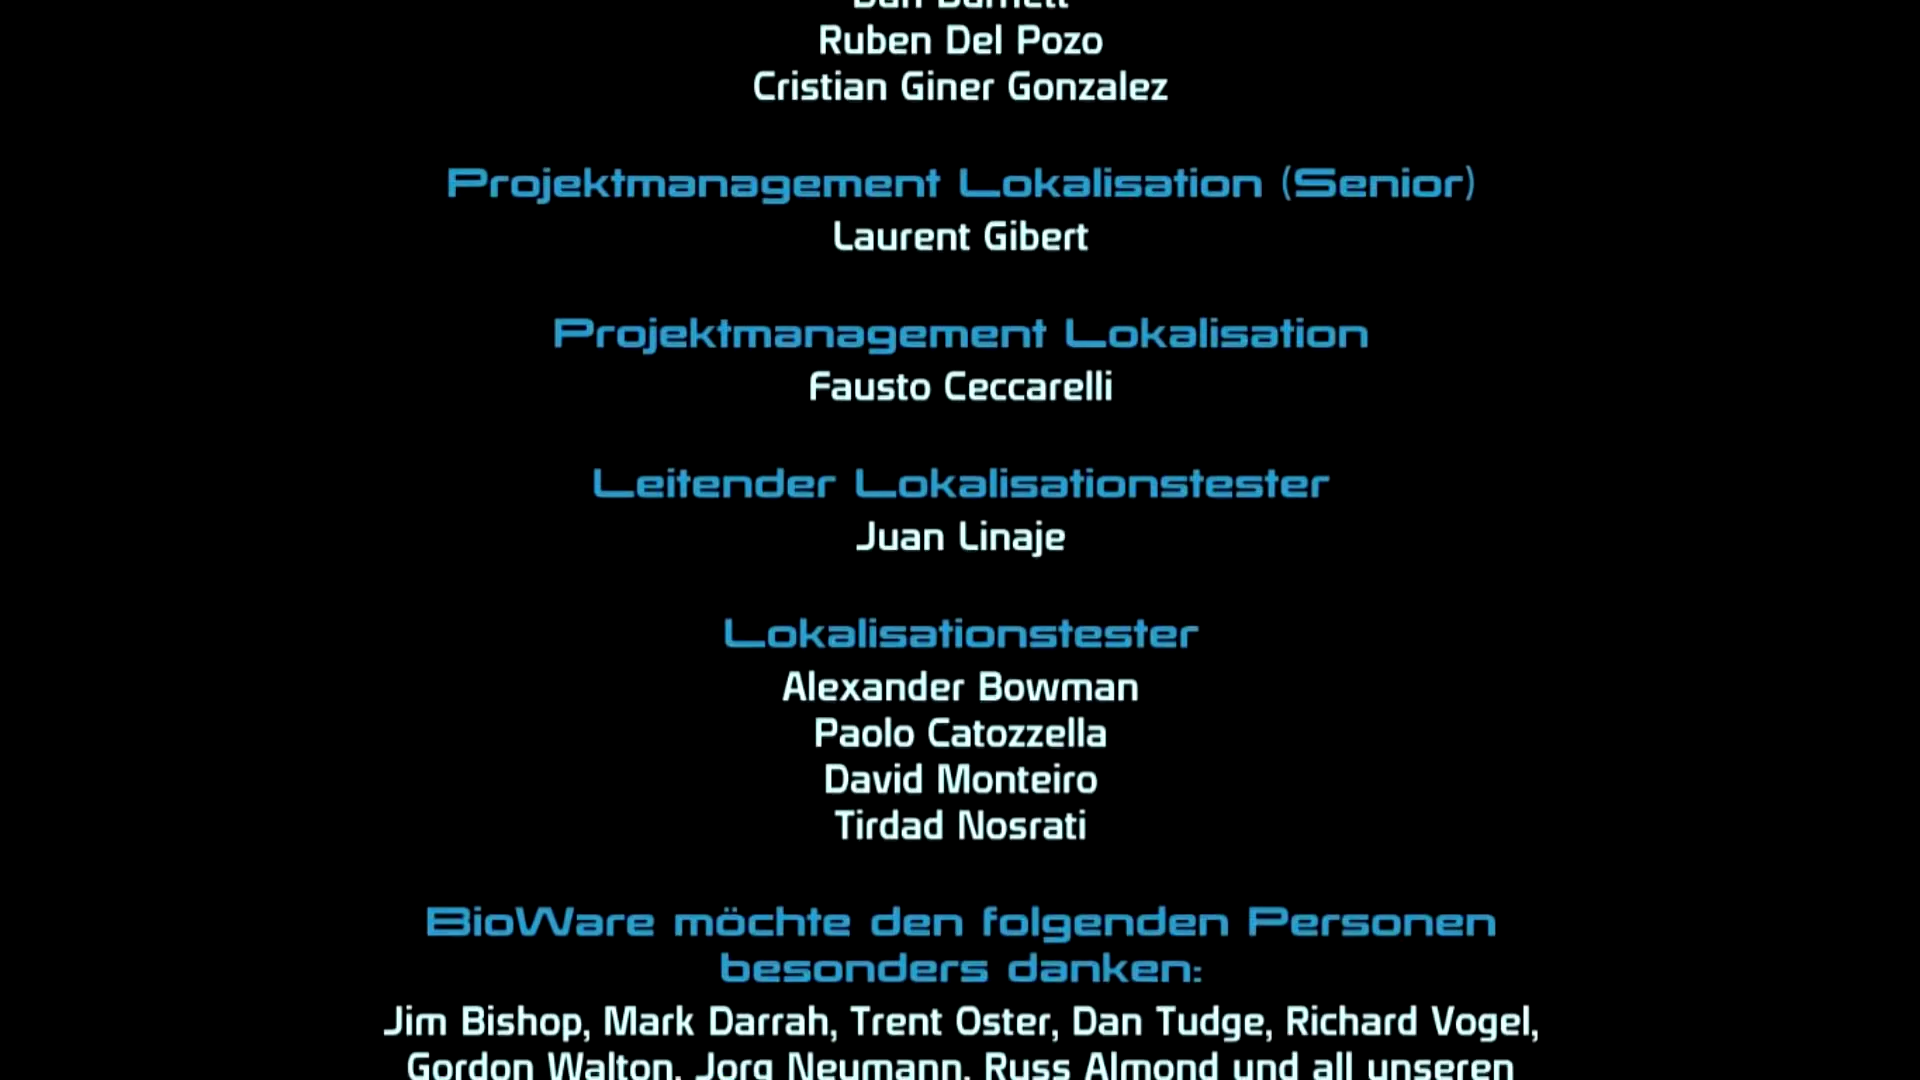 Ruben Del Pozo
Cristian Giner Gonzalez
Projektmanagement Lokalisation (Senior)
Laurent Gibert
Projektmanagement Lokalisation
Fausto Ceccarelli
Leitender Lokalisationstester
Juan Linaje
Lokalisationstester
Alexander Bowman
Paolo Catozzella
David Monteiro
Tirdad Nosrati
BioWare möchte den folgenden Personen
besonders danken:
Jim Bishop, Mark Darrah, Trent Oster, Dan Tudge, Richard Vogel,
Gordon Walton, Jorg Neumann, Russ Almond und all unseren